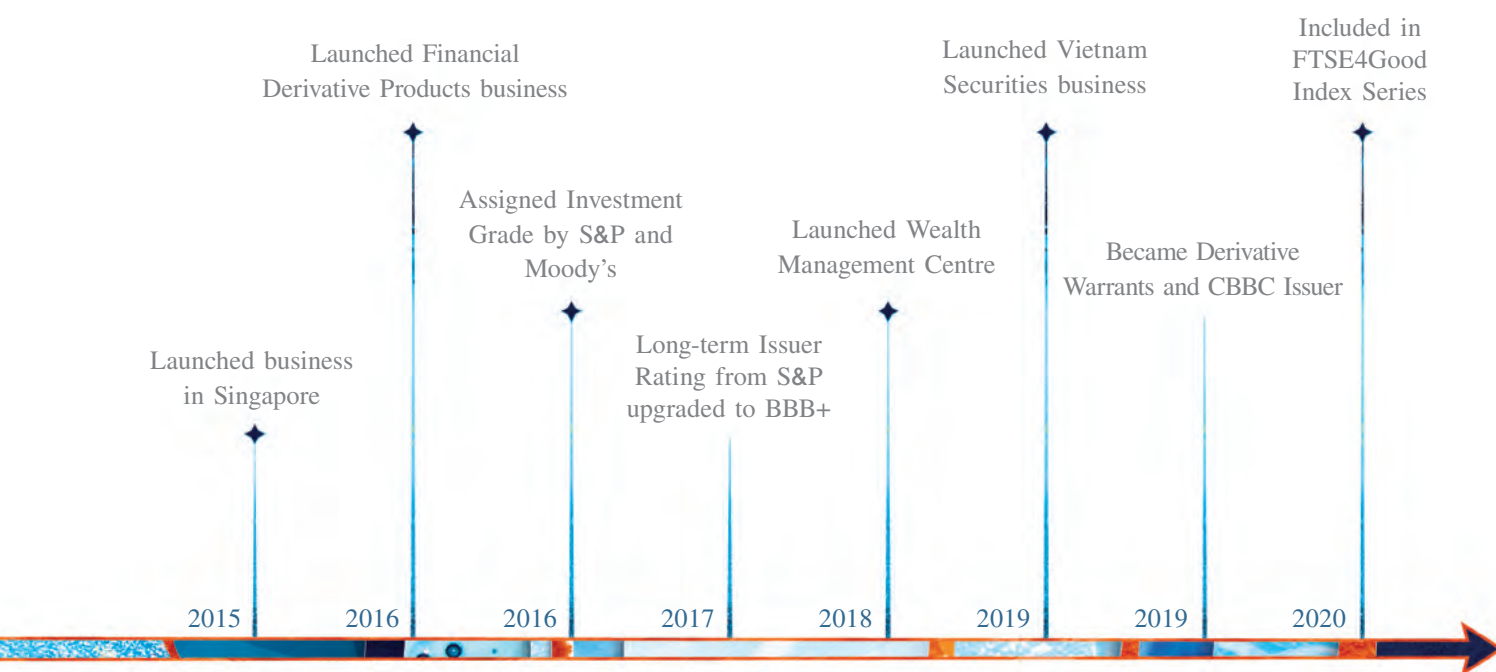 Launched business
in Singapore
2015
Launched Financial
Derivative Products business
2016
Assigned Investment
Grade by S&P and
Moody's
2016
Long-term Issuer
Rating from S&P
upgraded to BBB+
2017
Launched Wealth
Management Centre
2018
Launched Vietnam
Securities business
2019
Became Derivative
Warrants and CBBC Issuer
2019
Included in
FTSE4Good
Index Series
2020